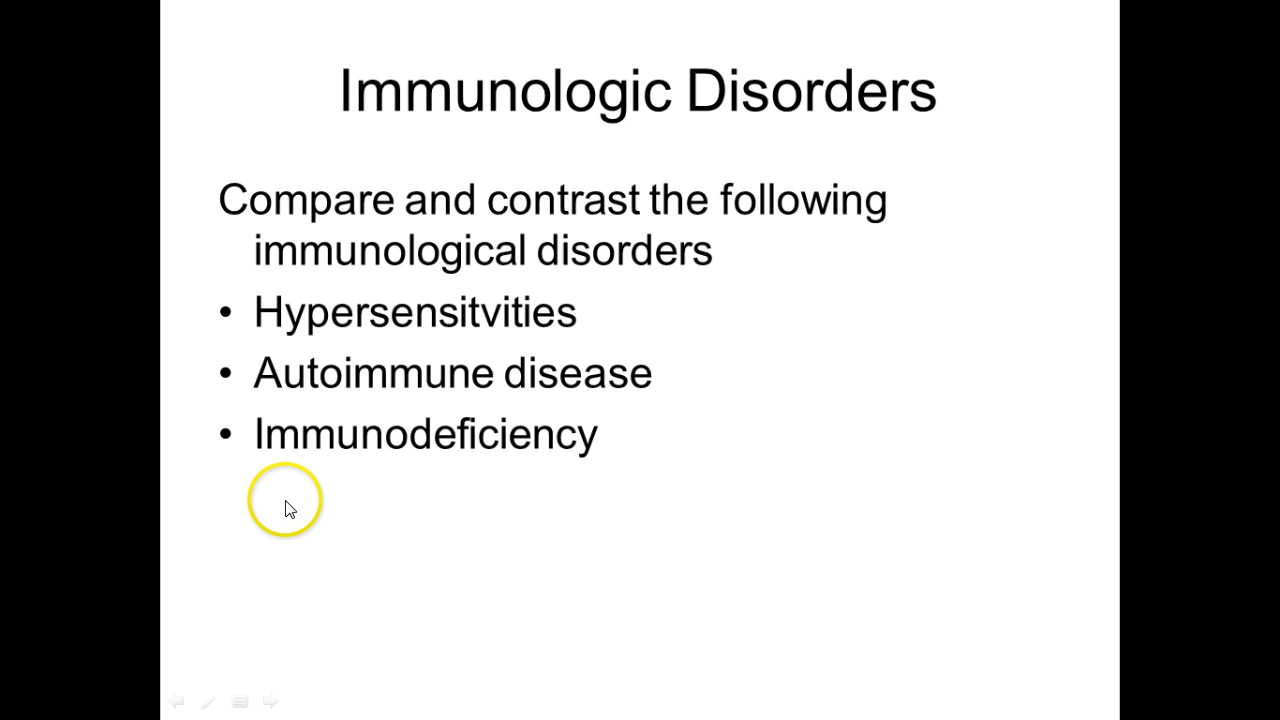 Immunologic Disorders
Compare and contrast the following
immunological disorders
• Hypersensitvities
• Autoimmune disease
• Immunodeficiency